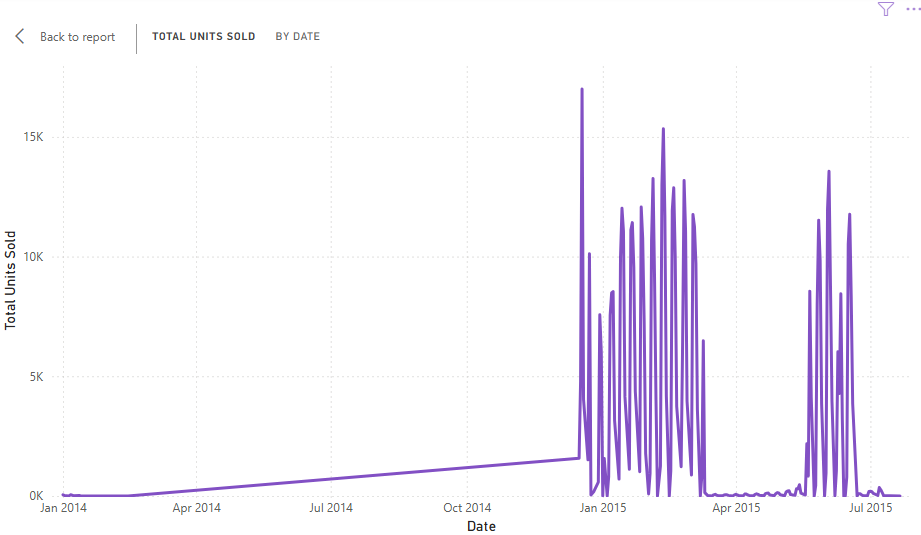 Back to report
TOTAL UNITS SOLD
BY DATE
15K
10K
5K
0K
Total Units Sold
Jan 2014
Apr 2014
Jul 2014
Oct 2014
Jan 2015
Apr 2015
Jul 2015
Date